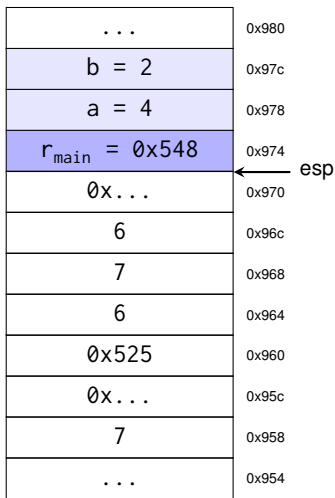 ... 0x980
b = 2 0x97c
a = 4 0x978
r_main = 0x548 0x974
esp
0x... 0x970
6 0x96c
7 0x968
6 0x964
0x525 0x960
0x... 0x95c
7 0x958
... 0x954